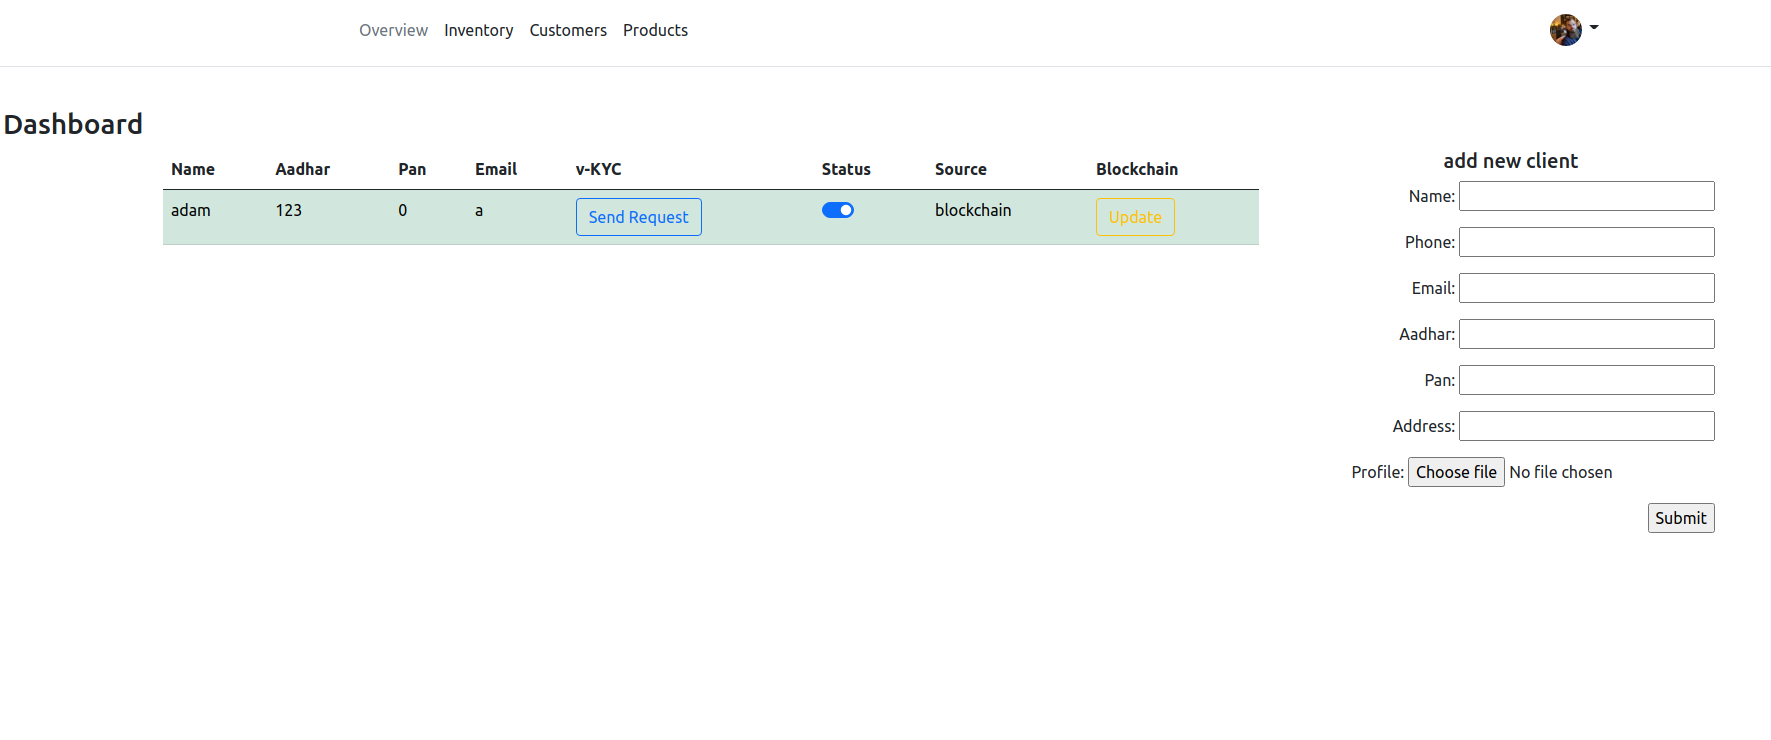 Overview Inventory Customers Products
Dashboard
Name Aadhar Pan Email v-KYC Status Source Blockchain
adam 123 0 a Send Request blockchain Update
add new client
Name:
Phone:
Email:
Aadhar:
Pan:
Address:
Profile: Choose file No file chosen
Submit